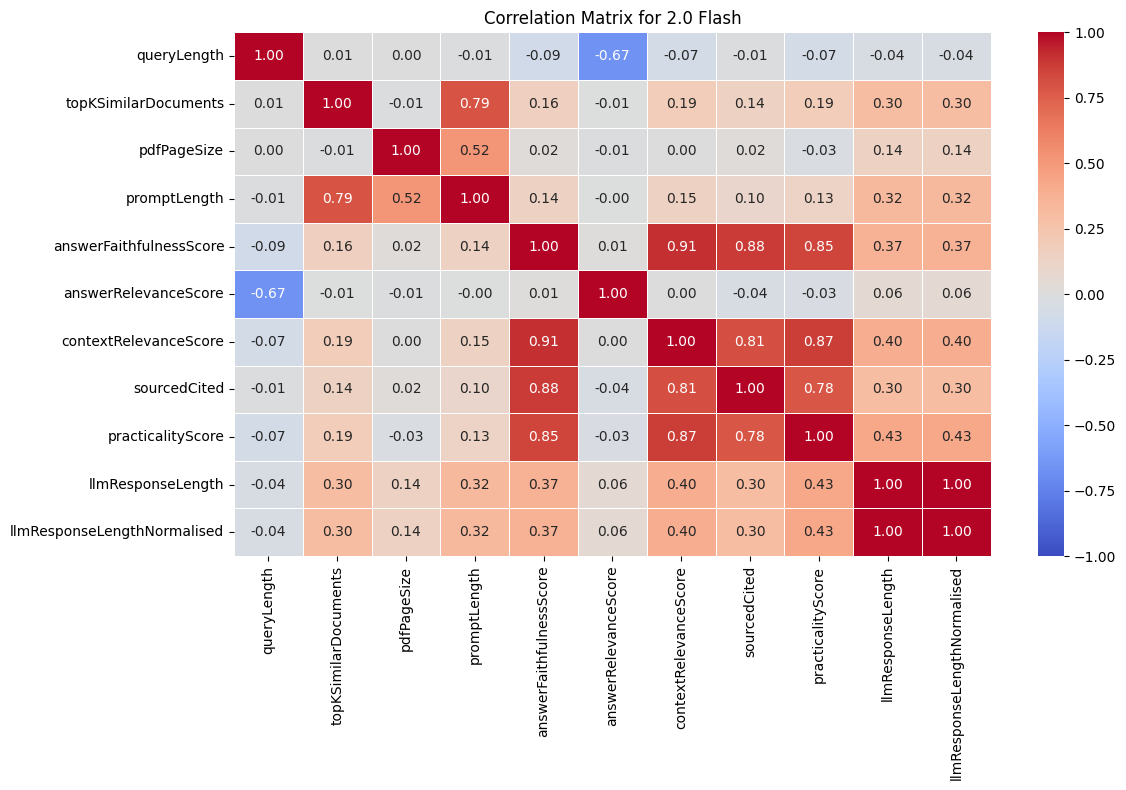 Correlation Matrix for 2.0 Flash
queryLength 1.00 0.01 0.00 -0.01 -0.09 -0.67 -0.07 -0.01 -0.07 -0.04 -0.04
topKSimilarDocuments 0.01 1.00 -0.01 0.79 0.16 -0.01 0.19 0.14 0.19 0.30 0.30
pdfPageSize 0.00 -0.01 1.00 0.52 0.02 -0.01 0.00 0.02 -0.03 0.14 0.14
promptLength -0.01 0.79 0.52 1.00 0.14 -0.00 0.15 0.10 0.13 0.32 0.32
answerFaithfulnessScore -0.09 0.16 0.02 0.14 1.00 0.01 0.91 0.88 0.85 0.37 0.37
answerRelevanceScore -0.67 -0.01 -0.01 -0.00 0.01 1.00 0.00 -0.04 -0.03 0.06 0.06
contextRelevanceScore -0.07 0.19 0.00 0.15 0.91 0.00 1.00 0.81 0.87 0.40 0.40
sourcedCited -0.01 0.14 0.02 0.10 0.88 -0.04 0.81 1.00 0.78 0.30 0.30
practicalityScore -0.07 0.19 -0.03 0.13 0.85 -0.03 0.87 0.78 1.00 0.43 0.43
llmResponseLength -0.04 0.30 0.14 0.32 0.37 0.06 0.40 0.30 0.43 1.00 1.00
llmResponseLengthNormalised -0.04 0.30 0.14 0.32 0.37 0.06 0.40 0.30 0.43 1.00 1.00
queryLength
topKSimilarDocuments
pdfPageSize
promptLength
answerFaithfulnessScore
answerRelevanceScore
contextRelevanceScore
sourcedCited
practicalityScore
llmResponseLength
llmResponseLengthNormalised
1.00
0.75
0.50
0.25
0.00
−0.25
−0.50
−0.75
−1.00